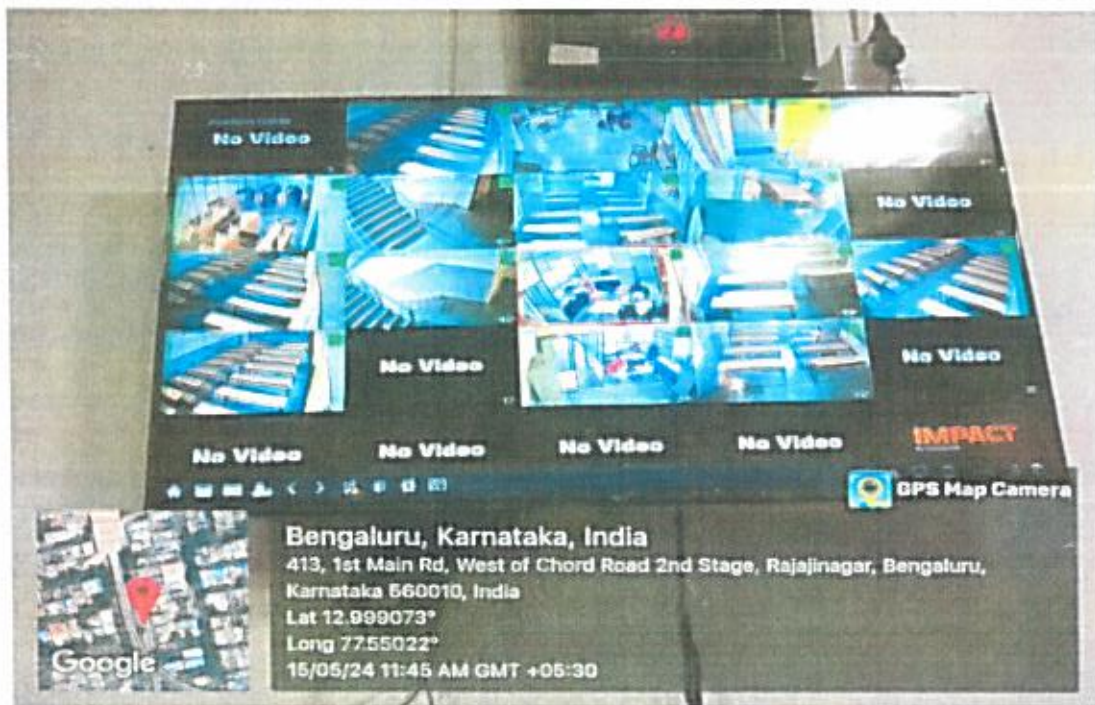 No Video
No Video
No Video
No Video
No Video No Video No Video No Video IMPACT
GPS Map Camera
Bengaluru, Karnataka, India
413, 1st Main Rd, West of Chord Road 2nd Stage, Rajajinagar, Bengaluru,
Karnataka 560010, India
Lat 12.999073°
Long 77.55022°
15/05/24 11:45 AM GMT +05:30
Google